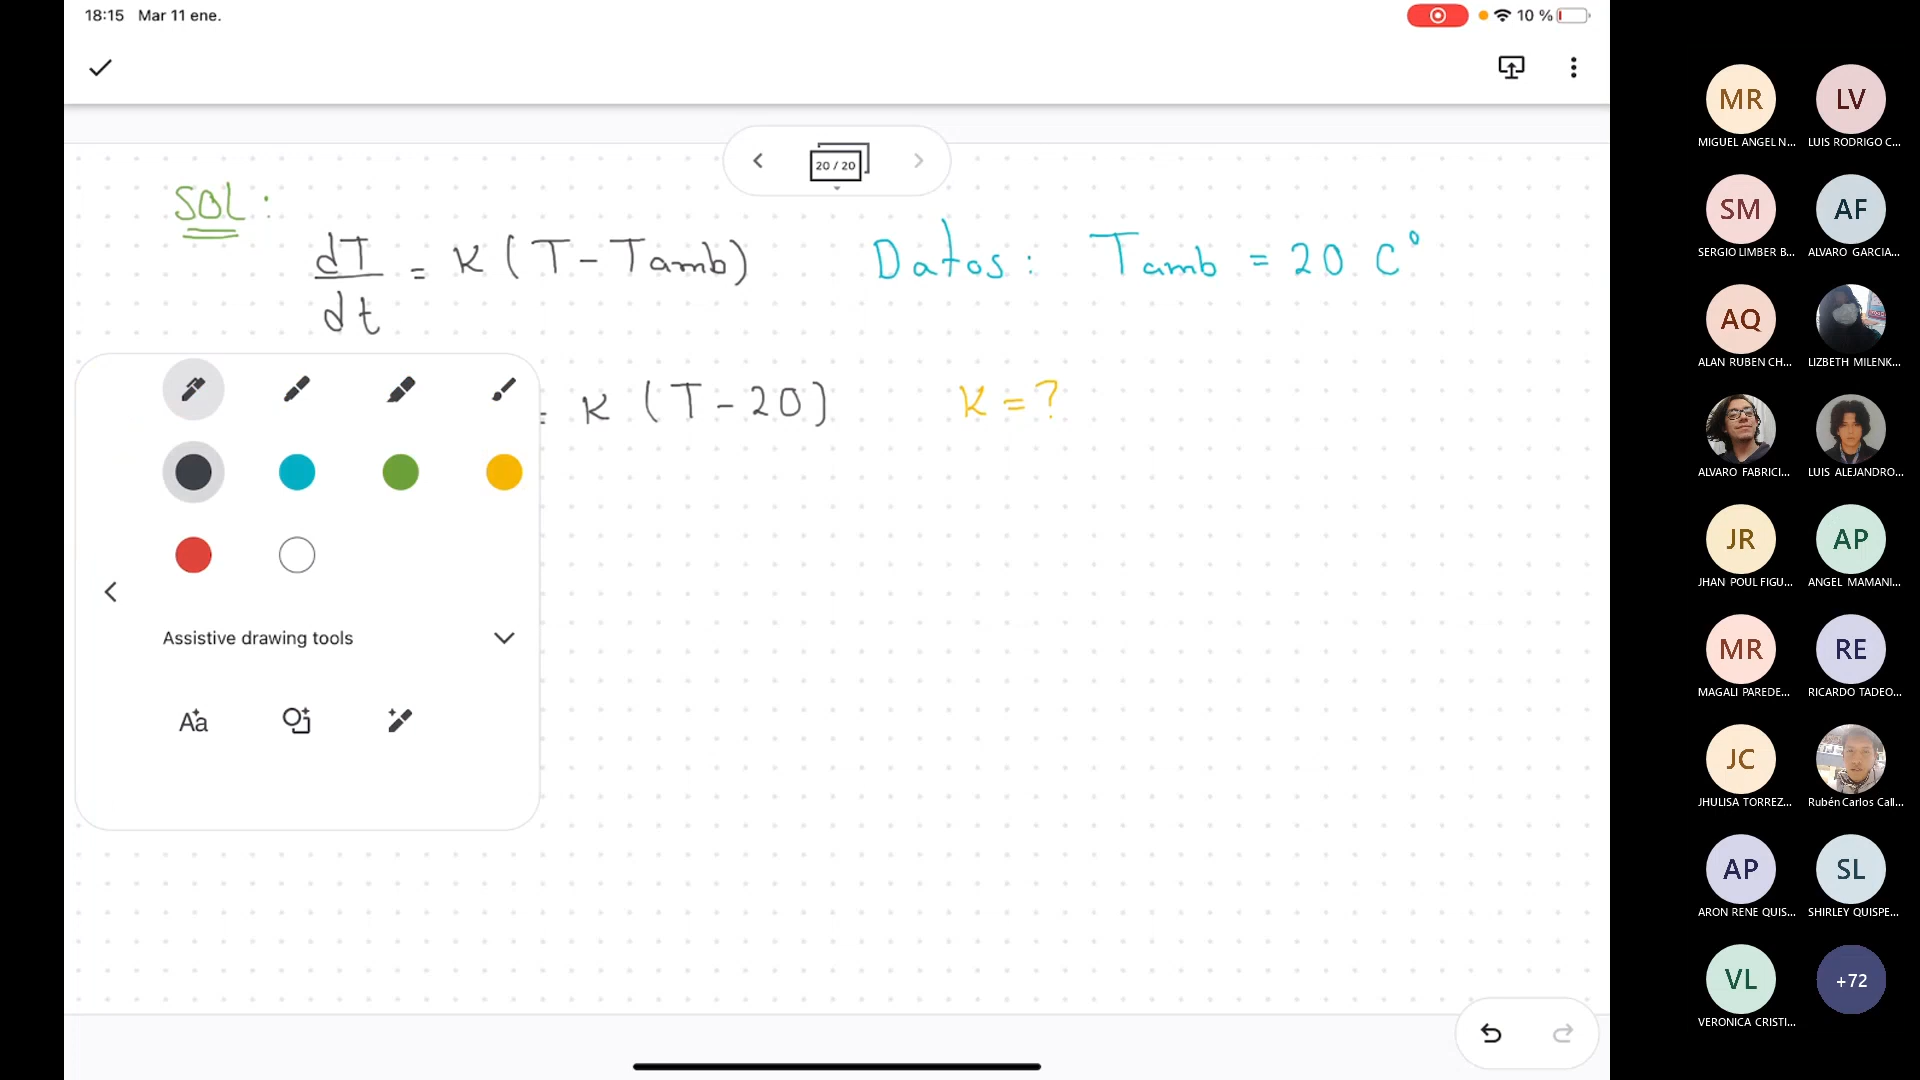 18:15 Mar 11 ene.
10 %
20 / 20
SOL :
dT/dt = K (T - Tamb)
Datos : Tamb = 20 C°
= K (T - 20)
K = ?
Assistive drawing tools
Aa
MR
LV
MIGUEL ANGEL N...
LUIS RODRIGO C...
SM
AF
SERGIO LIMBER B...
ALVARO GARCIA...
AQ
ALAN RUBEN CH...
LIZBETH MILENK...
ALVARO FABRICI...
LUIS ALEJANDRO...
JR
AP
JHAN POUL FIGU...
ANGEL MAMANI...
MR
RE
MAGALI PAREDE...
RICARDO TADEO...
JC
JHULISA TORREZ...
Rubén Carlos Call...
AP
SL
ARON RENE QUIS...
SHIRLEY QUISPE...
VL
+72
VERONICA CRISTI...